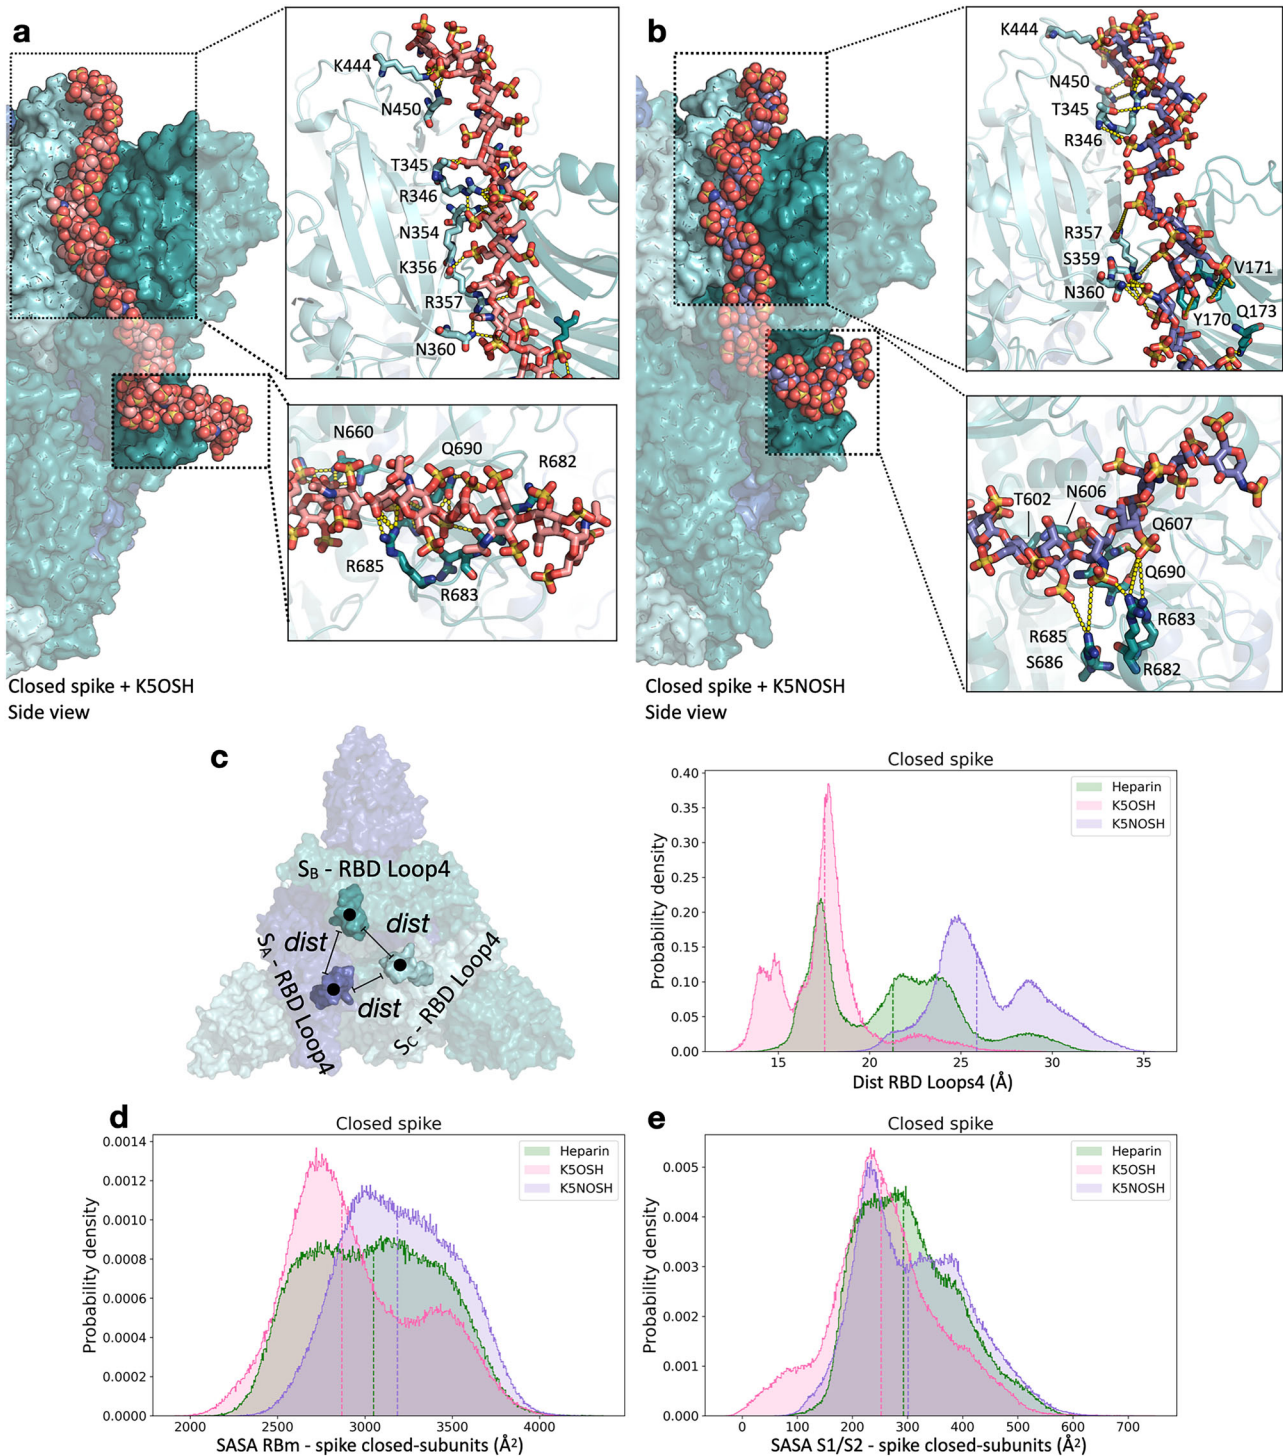 a
K444
N450
T345
R346
N354
K356
R357
N360
N660
Q690
R682
R685
R683
Closed spike + K5OSH
Side view
b
K444
N450
T345
R346
R357
S359
N360
V171
Q173
Y170
T602
N606
Q607
Q690
R683
R685
S686
R682
Closed spike + K5NOSH
Side view
c
S_B - RBD Loop4
dist
dist
dist
S_A - RBD Loop4
S_C - RBD Loop4
Closed spike
Heparin
K5OSH
K5NOSH
Probability density
0.40
0.35
0.30
0.25
0.20
0.15
0.10
0.05
0.00
15 20 25 30 35
Dist RBD Loops4 (Å)
d
Closed spike
Heparin
K5OSH
K5NOSH
Probability density
0.0014
0.0012
0.0010
0.0008
0.0006
0.0004
0.0002
0.0000
2000 2500 3000 3500 4000
SASA RBm - spike closed-subunits (Å²)
e
Closed spike
Heparin
K5OSH
K5NOSH
Probability density
0.005
0.004
0.003
0.002
0.001
0.000
0 100 200 300 400 500 600 700
SASA S1/S2 - spike closed-subunits (Å²)